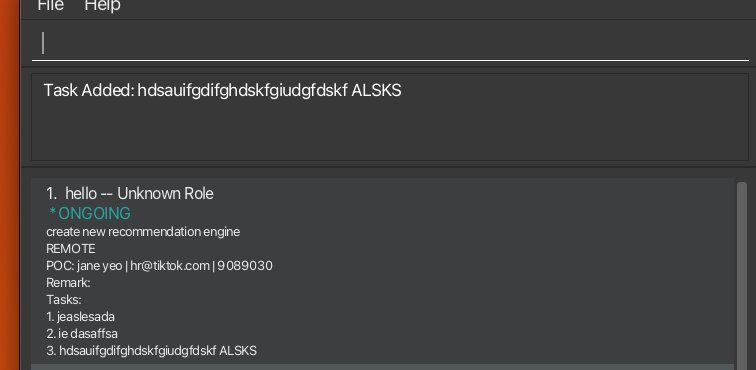 File Help
Task Added: hdsauifgdifghdskfgiudgfdskf ALSKS
1. hello -- Unknown Role
* ONGOING
create new recommendation engine
REMOTE
POC: jane yeo | hr@tiktok.com | 9089030
Remark:
Tasks:
1. jeaslesada
2. ie dasaffsa
3. hdsauifgdifghdskfgiudgfdskf ALSKS